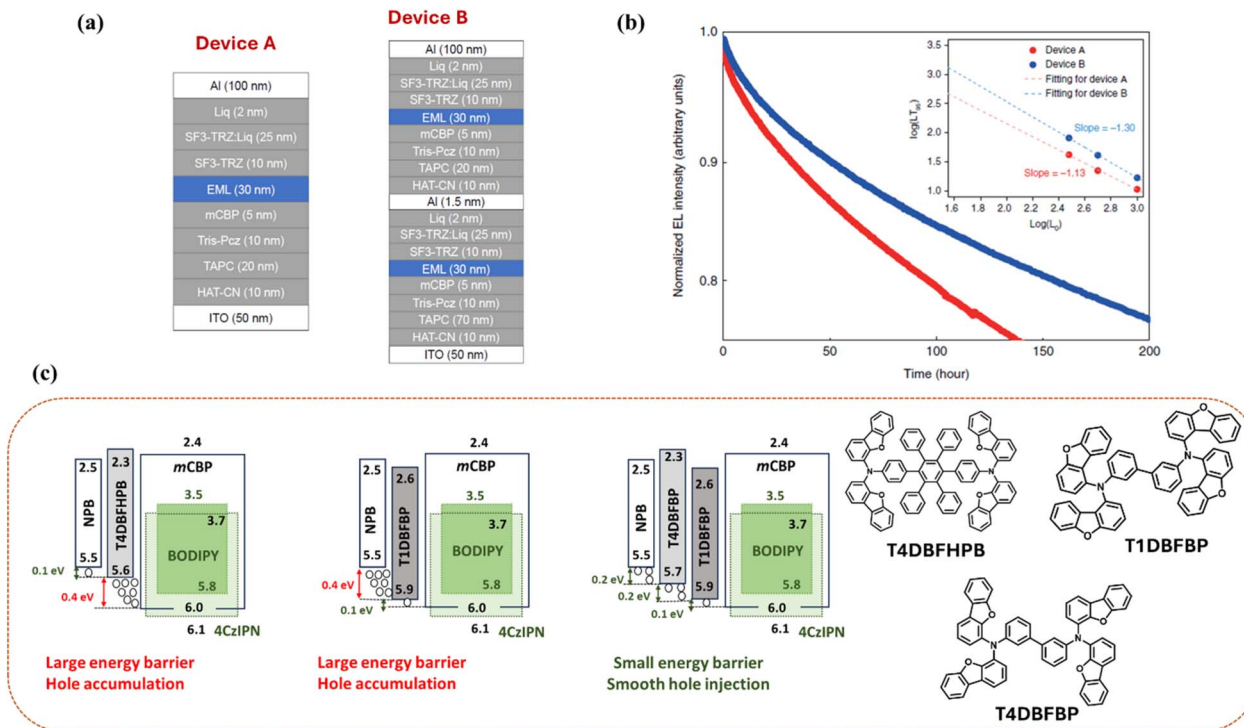 (a)
Device A
Al (100 nm)
Liq (2 nm)
SF3-TRZ:Liq (25 nm)
SF3-TRZ (10 nm)
EML (30 nm)
mCBP (5 nm)
Tris-Pcz (10 nm)
TAPC (20 nm)
HAT-CN (10 nm)
ITO (50 nm)
Device B
Al (100 nm)
Liq (2 nm)
SF3-TRZ:Liq (25 nm)
SF3-TRZ (10 nm)
EML (30 nm)
mCBP (5 nm)
Tris-Pcz (10 nm)
TAPC (20 nm)
HAT-CN (10 nm)
Al (1.5 nm)
Liq (2 nm)
SF3-TRZ:Liq (25 nm)
SF3-TRZ (10 nm)
EML (30 nm)
mCBP (5 nm)
Tris-Pcz (10 nm)
TAPC (70 nm)
HAT-CN (10 nm)
ITO (50 nm)
(b)
Normalized EL intensity (arbitrary units)
1.0
0.9
0.8
0 50 100 150 200
Time (hour)
log(LT95)
3.5
3.0
2.5
2.0
1.5
1.0
1.6 1.8 2.0 2.2 2.4 2.6 2.8 3.0
Log(L0)
Device A
Device B
Fitting for device A
Fitting for device B
Slope = –1.30
Slope = –1.13
(c)
2.4
mCBP
2.5
2.3
3.5
3.7
NPB
T4DBFHPB
BODIPY
5.5
5.6
5.8
0.1 eV
0.4 eV
6.0
6.1
4CzIPN
Large energy barrier
Hole accumulation
2.4
mCBP
2.5
2.6
3.5
3.7
NPB
T1DBFBP
BODIPY
5.5
5.9
5.8
0.4 eV
0.1 eV
6.0
6.1
4CzIPN
Large energy barrier
Hole accumulation
2.4
mCBP
2.5
2.3
2.6
3.5
3.7
NPB
T4DBFBP
T1DBFBP
BODIPY
5.5
5.7
5.9
5.8
0.2 eV
0.2 eV
0.1 eV
6.0
6.1
4CzIPN
Small energy barrier
Smooth hole injection
O
O
N
N
O
O
T4DBFHPB
O
O
N
N
O
O
T1DBFBP
O
O
N
N
O
O
T4DBFBP